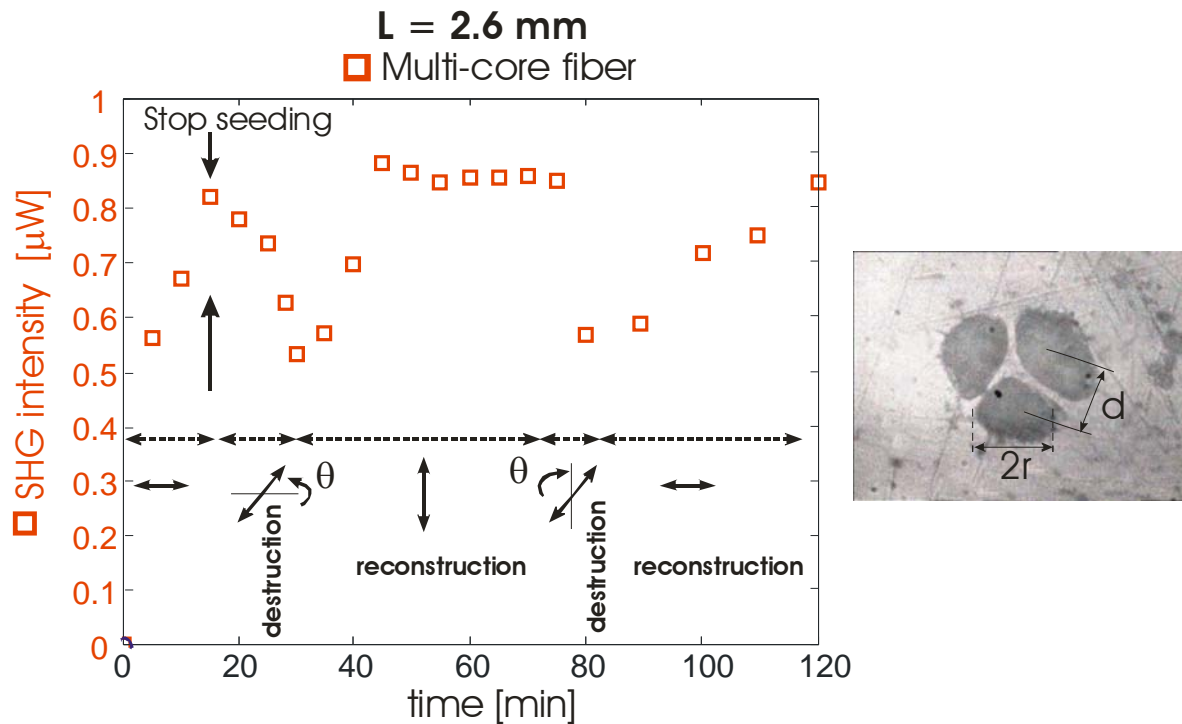 L = 2.6 mm
Multi-core fiber
Stop seeding
SHG intensity [µW]
1
0.9
0.8
0.7
0.6
0.5
0.4
0.3
0.2
0.1
0
θ
θ
destruction
reconstruction
destruction
reconstruction
0
20
40
60
80
100
120
time [min]
d
2r